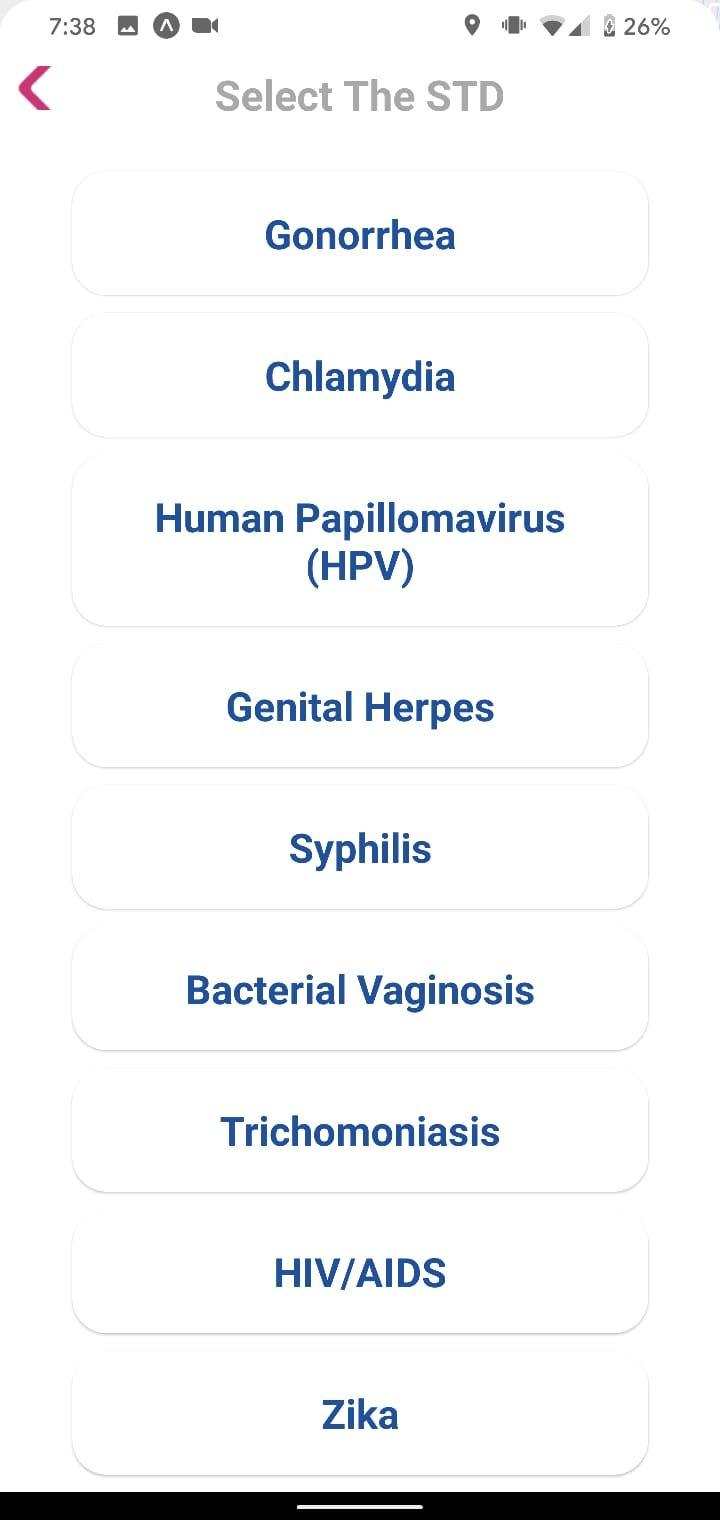 7:38
26%
Select The STD
Gonorrhea
Chlamydia
Human Papillomavirus
(HPV)
Genital Herpes
Syphilis
Bacterial Vaginosis
Trichomoniasis
HIV/AIDS
Zika